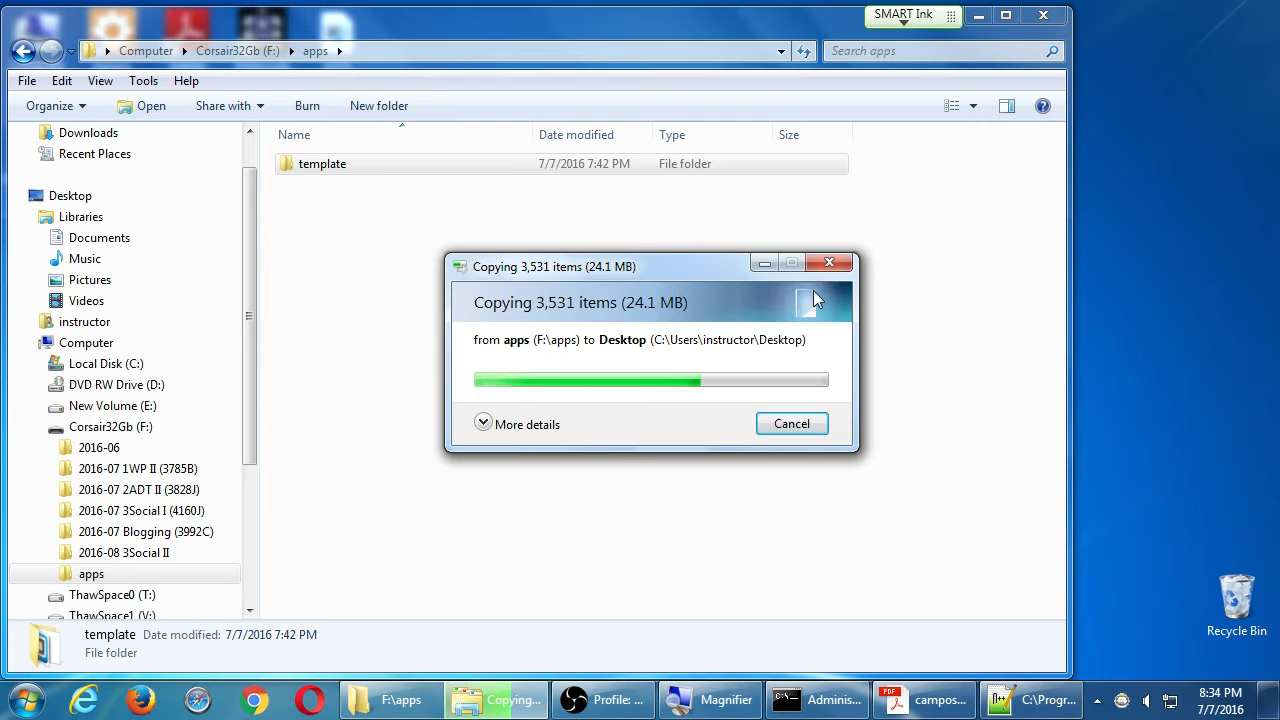 SMART Ink
Computer
Corsair32Gb (F:)
apps
Search apps
File
Edit
View
Tools
Help
Organize
Open
Share with
Burn
New folder
Name
Date modified
Type
Size
template
7/7/2016 7:42 PM
File folder
Downloads
Recent Places
Desktop
Libraries
Documents
Music
Pictures
Videos
instructor
Computer
Local Disk (C:)
DVD RW Drive (D:)
New Volume (E:)
Corsair32Gb (F:)
2016-06
2016-07 1WP II (3785B)
2016-07 2ADT II (3828J)
2016-07 3Social I (4160J)
2016-07 Blogging (3992C)
2016-08 3Social II
apps
ThawSpace0 (T:)
ThawSpace1 (V:)
Copying 3,531 items (24.1 MB)
Copying 3,531 items (24.1 MB)
from apps (F:\apps) to Desktop (C:\Users\instructor\Desktop)
More details
Cancel
template Date modified: 7/7/2016 7:42 PM
File folder
Recycle Bin
F:\apps
Copying...
Profile: ...
Magnifier
Adminis...
PDF
campos...
C:\Progr...
8:34 PM
7/7/2016